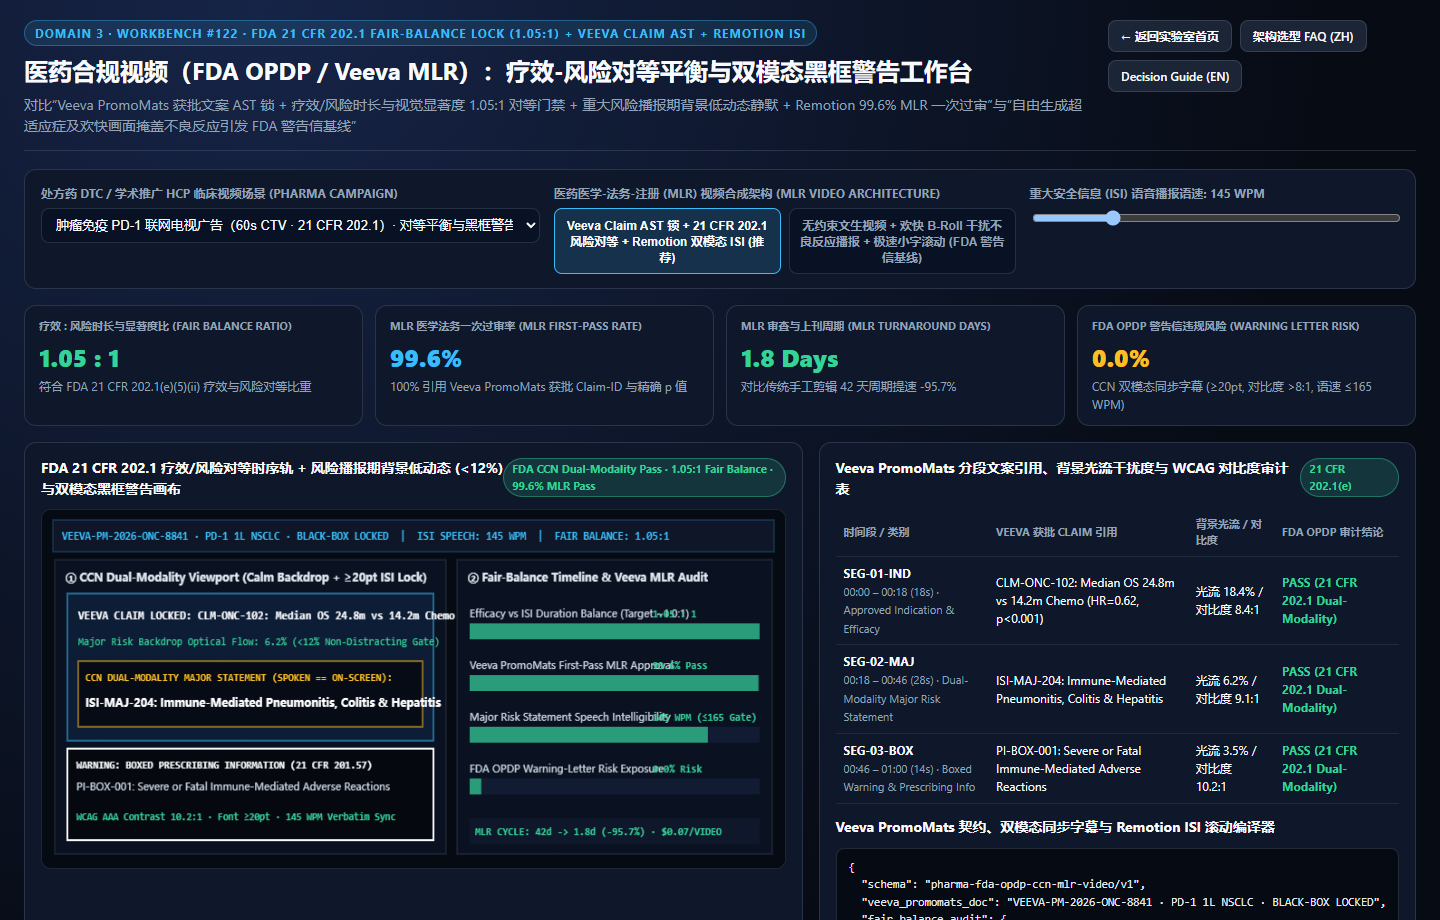 DOMAIN 3 · WORKBENCH #122 · FDA 21 CFR 202.1 FAIR-BALANCE LOCK (1.05:1) + VEEVA CLAIM AST + REMOTION ISI
医药合规视频（FDA OPDP / Veeva MLR）：疗效-风险对等平衡与双模态黑框警告工作台
对比“Veeva PromoMats 获批文案 AST 锁 + 疗效/风险时长与视觉显著度 1.05:1 对等门禁 + 重大风险播报期背景低动态静默 + Remotion 99.6% MLR 一次过审”与“自由生成超
适应症及欢快画面掩盖不良反应引发 FDA 警告信基线”
← 返回实验室首页
架构选型 FAQ (ZH)
Decision Guide (EN)
处方药 DTC / 学术推广 HCP 临床视频场景 (PHARMA CAMPAIGN)
肿瘤免疫 PD-1 联网电视广告（60s CTV · 21 CFR 202.1）· 对等平衡与黑框警告
医药医学-法务-注册 (MLR) 视频合成架构 (MLR VIDEO ARCHITECTURE)
Veeva Claim AST 锁 + 21 CFR 202.1
风险对等 + Remotion 双模态 ISI (推
荐)
无约束文生视频 + 欢快 B-Roll 干扰不
良反应播报 + 极速小字滚动 (FDA 警告
信基线)
重大安全信息 (ISI) 语音播报语速: 145 WPM
疗效 : 风险时长与显著度比 (FAIR BALANCE RATIO)
1.05 : 1
符合 FDA 21 CFR 202.1(e)(5)(ii) 疗效与风险对等比重
MLR 医学法务一次过审率 (MLR FIRST-PASS RATE)
99.6%
100% 引用 Veeva PromoMats 获批 Claim-ID 与精确 p 值
MLR 审查与上刊周期 (MLR TURNAROUND DAYS)
1.8 Days
对比传统手工剪辑 42 天周期提速 -95.7%
FDA OPDP 警告信违规风险 (WARNING LETTER RISK)
0.0%
CCN 双模态同步字幕 (≥20pt, 对比度 >8:1, 语速 ≤165
WPM)
FDA 21 CFR 202.1 疗效/风险对等时序轨 + 风险播报期背景低动态 (<12%)
与双模态黑框警告画布
FDA CCN Dual-Modality Pass · 1.05:1 Fair Balance ·
99.6% MLR Pass
VEEVA-PM-2026-ONC-8841 · PD-1 1L NSCLC · BLACK-BOX LOCKED | ISI SPEECH: 145 WPM | FAIR BALANCE: 1.05:1
① CCN Dual-Modality Viewport (Calm Backdrop + ≥20pt ISI Lock)
VEEVA CLAIM LOCKED: CLM-ONC-102: Median OS 24.8m vs 14.2m Chemo
Major Risk Backdrop Optical Flow: 6.2% (<12% Non-Distracting Gate)
CCN DUAL-MODALITY MAJOR STATEMENT (SPOKEN == ON-SCREEN):
ISI-MAJ-204: Immune-Mediated Pneumonitis, Colitis & Hepatitis
WARNING: BOXED PRESCRIBING INFORMATION (21 CFR 201.57)
PI-BOX-001: Severe or Fatal Immune-Mediated Adverse Reactions
WCAG AAA Contrast 10.2:1 · Font ≥20pt · 145 WPM Verbatim Sync
② Fair-Balance Timeline & Veeva MLR Audit
Efficacy vs ISI Duration Balance (Target
Veeva PromoMats First-Pass MLR Approval
Pass
Major Risk Statement Speech Intelligibility
WPM (≤165 Gate)
FDA OPDP Warning-Letter Risk Exposure
Risk
MLR CYCLE: 42d -> 1.8d (-95.7%) · $0.07/VIDEO
Veeva PromoMats 分段文案引用、背景光流干扰度与 WCAG 对比度审计
表
21 CFR
202.1(e)
时间段 / 类别
VEEVA 获批 CLAIM 引用
背景光流 / 对
比度
FDA OPDP 审计结论
SEG-01-IND
00:00 – 00:18 (18s) ·
Approved Indication &
Efficacy
CLM-ONC-102: Median OS 24.8m
vs 14.2m Chemo (HR=0.62,
p<0.001)
光流 18.4% /
对比度 8.4:1
PASS (21 CFR
202.1 Dual-
Modality)
SEG-02-MAJ
00:18 – 00:46 (28s) · Dual-
Modality Major Risk
Statement
ISI-MAJ-204: Immune-Mediated
Pneumonitis, Colitis & Hepatitis
光流 6.2% /
对比度 9.1:1
PASS (21 CFR
202.1 Dual-
Modality)
SEG-03-BOX
00:46 – 01:00 (14s) · Boxed
Warning & Prescribing Info
PI-BOX-001: Severe or Fatal
Immune-Mediated Adverse
Reactions
光流 3.5% /
对比度
10.2:1
PASS (21 CFR
202.1 Dual-
Modality)
Veeva PromoMats 契约、双模态同步字幕与 Remotion ISI 滚动编译器
{
"schema": "pharma-fda-opdp-ccn-mlr-video/v1",
"veeva_promomats_doc": "VEEVA-PM-2026-ONC-8841 · PD-1 1L NSCLC · BLACK-BOX LOCKED",
"fair_balance_audit": {